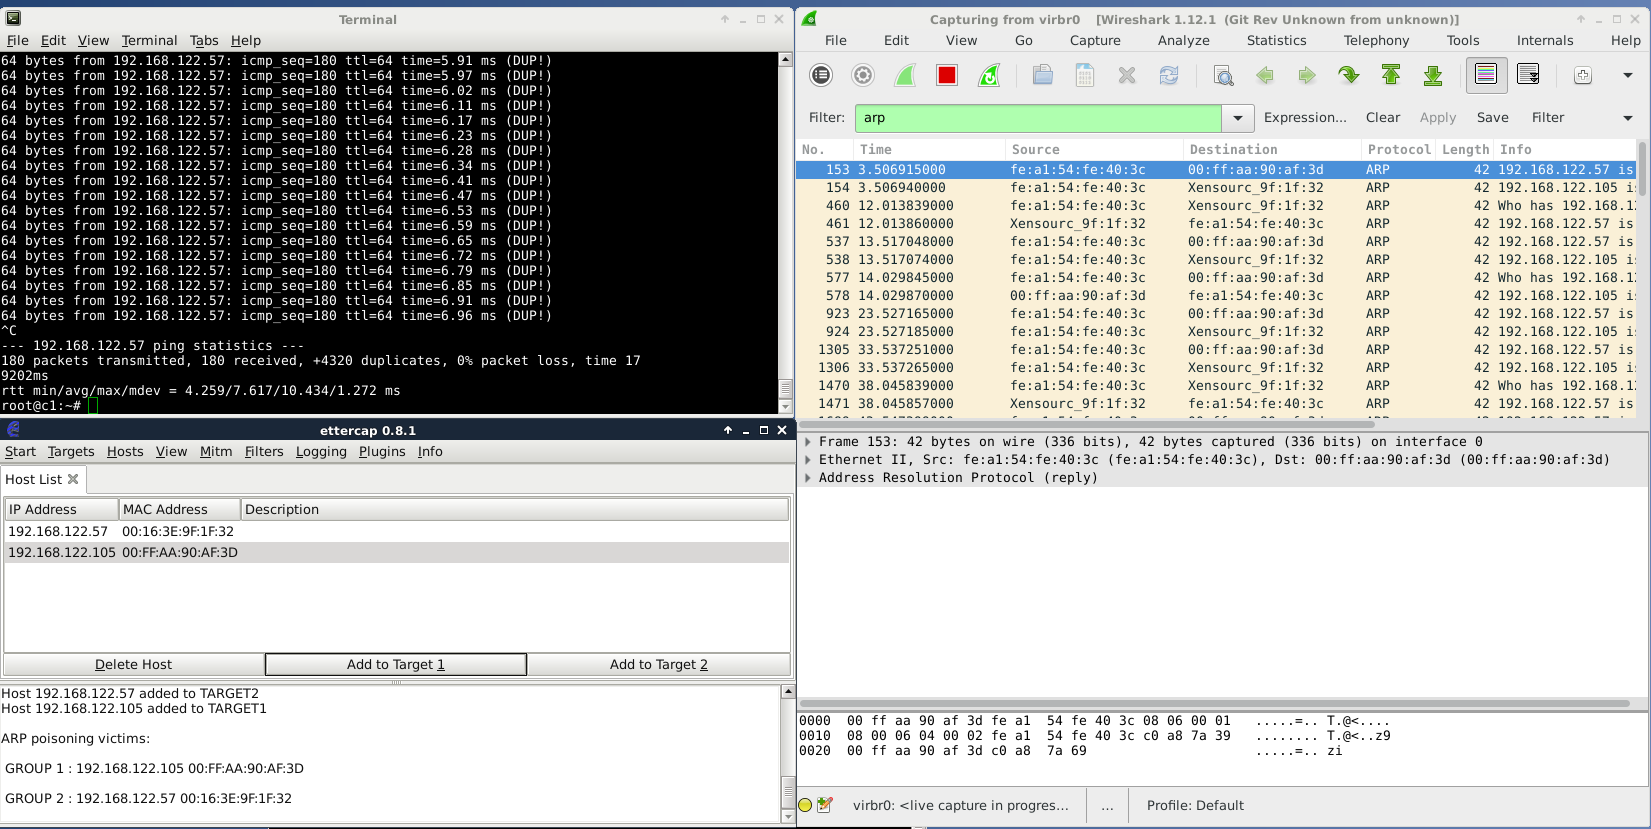 Terminal
File Edit View Terminal Tabs Help
64 bytes from 192.168.122.57: icmp_seq=180 ttl=64 time=5.91 ms (DUP!)
64 bytes from 192.168.122.57: icmp_seq=180 ttl=64 time=5.97 ms (DUP!)
64 bytes from 192.168.122.57: icmp_seq=180 ttl=64 time=6.02 ms (DUP!)
64 bytes from 192.168.122.57: icmp_seq=180 ttl=64 time=6.11 ms (DUP!)
64 bytes from 192.168.122.57: icmp_seq=180 ttl=64 time=6.17 ms (DUP!)
64 bytes from 192.168.122.57: icmp_seq=180 ttl=64 time=6.23 ms (DUP!)
64 bytes from 192.168.122.57: icmp_seq=180 ttl=64 time=6.28 ms (DUP!)
64 bytes from 192.168.122.57: icmp_seq=180 ttl=64 time=6.34 ms (DUP!)
64 bytes from 192.168.122.57: icmp_seq=180 ttl=64 time=6.41 ms (DUP!)
64 bytes from 192.168.122.57: icmp_seq=180 ttl=64 time=6.47 ms (DUP!)
64 bytes from 192.168.122.57: icmp_seq=180 ttl=64 time=6.53 ms (DUP!)
64 bytes from 192.168.122.57: icmp_seq=180 ttl=64 time=6.59 ms (DUP!)
64 bytes from 192.168.122.57: icmp_seq=180 ttl=64 time=6.65 ms (DUP!)
64 bytes from 192.168.122.57: icmp_seq=180 ttl=64 time=6.72 ms (DUP!)
64 bytes from 192.168.122.57: icmp_seq=180 ttl=64 time=6.79 ms (DUP!)
64 bytes from 192.168.122.57: icmp_seq=180 ttl=64 time=6.85 ms (DUP!)
64 bytes from 192.168.122.57: icmp_seq=180 ttl=64 time=6.91 ms (DUP!)
64 bytes from 192.168.122.57: icmp_seq=180 ttl=64 time=6.96 ms (DUP!)
^C
--- 192.168.122.57 ping statistics ---
180 packets transmitted, 180 received, +4320 duplicates, 0% packet loss, time 17
9202ms
rtt min/avg/max/mdev = 4.259/7.617/10.434/1.272 ms
root@c1:~#
ettercap 0.8.1
Start Targets Hosts View Mitm Filters Logging Plugins Info
Host List
IP Address MAC Address Description
192.168.122.57 00:16:3E:9F:1F:32
192.168.122.105 00:FF:AA:90:AF:3D
Delete Host Add to Target 1 Add to Target 2
Host 192.168.122.57 added to TARGET2
Host 192.168.122.105 added to TARGET1
ARP poisoning victims:
GROUP 1 : 192.168.122.105 00:FF:AA:90:AF:3D
GROUP 2 : 192.168.122.57 00:16:3E:9F:1F:32
Capturing from virbr0 [Wireshark 1.12.1 (Git Rev Unknown from unknown)]
File Edit View Go Capture Analyze Statistics Telephony Tools Internals Help
Filter: arp Expression... Clear Apply Save Filter
No. Time Source Destination Protocol Length Info
153 3.506915000 fe:a1:54:fe:40:3c 00:ff:aa:90:af:3d ARP 42 192.168.122.57 is
154 3.506940000 fe:a1:54:fe:40:3c Xensourc_9f:1f:32 ARP 42 192.168.122.105 i
460 12.013839000 fe:a1:54:fe:40:3c Xensourc_9f:1f:32 ARP 42 Who has 192.168.1
461 12.013860000 Xensourc_9f:1f:32 fe:a1:54:fe:40:3c ARP 42 192.168.122.57 is
537 13.517048000 fe:a1:54:fe:40:3c 00:ff:aa:90:af:3d ARP 42 192.168.122.57 is
538 13.517074000 fe:a1:54:fe:40:3c Xensourc_9f:1f:32 ARP 42 192.168.122.105 i
577 14.029845000 fe:a1:54:fe:40:3c 00:ff:aa:90:af:3d ARP 42 Who has 192.168.1
578 14.029870000 00:ff:aa:90:af:3d fe:a1:54:fe:40:3c ARP 42 192.168.122.105 i
923 23.527165000 fe:a1:54:fe:40:3c 00:ff:aa:90:af:3d ARP 42 192.168.122.57 is
924 23.527185000 fe:a1:54:fe:40:3c Xensourc_9f:1f:32 ARP 42 192.168.122.105 i
1305 33.537251000 fe:a1:54:fe:40:3c 00:ff:aa:90:af:3d ARP 42 192.168.122.57 is
1306 33.537265000 fe:a1:54:fe:40:3c Xensourc_9f:1f:32 ARP 42 192.168.122.105 i
1470 38.045839000 fe:a1:54:fe:40:3c Xensourc_9f:1f:32 ARP 42 Who has 192.168.1
1471 38.045857000 Xensourc_9f:1f:32 fe:a1:54:fe:40:3c ARP 42 192.168.122.57 is
Frame 153: 42 bytes on wire (336 bits), 42 bytes captured (336 bits) on interface 0
Ethernet II, Src: fe:a1:54:fe:40:3c (fe:a1:54:fe:40:3c), Dst: 00:ff:aa:90:af:3d (00:ff:aa:90:af:3d)
Address Resolution Protocol (reply)
0000 00 ff aa 90 af 3d fe a1 54 fe 40 3c 08 06 00 01 .....=.. T.@<....
0010 08 00 06 04 00 02 fe a1 54 fe 40 3c c0 a8 7a 39 ........ T.@<..z9
0020 00 ff aa 90 af 3d c0 a8 7a 69 .....=.. zi
virbr0: <live capture in progres... ... Profile: Default